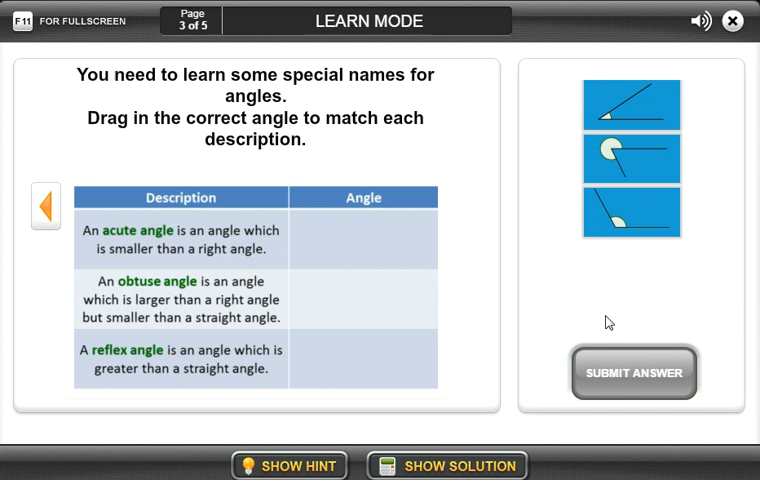 F11 FOR FULLSCREEN
Page
3 of 5
LEARN MODE
You need to learn some special names for
angles.
Drag in the correct angle to match each
description.
Description Angle
An acute angle is an angle which
is smaller than a right angle.
An obtuse angle is an angle
which is larger than a right angle
but smaller than a straight angle.
A reflex angle is an angle which is
greater than a straight angle.
SUBMIT ANSWER
SHOW HINT
SHOW SOLUTION